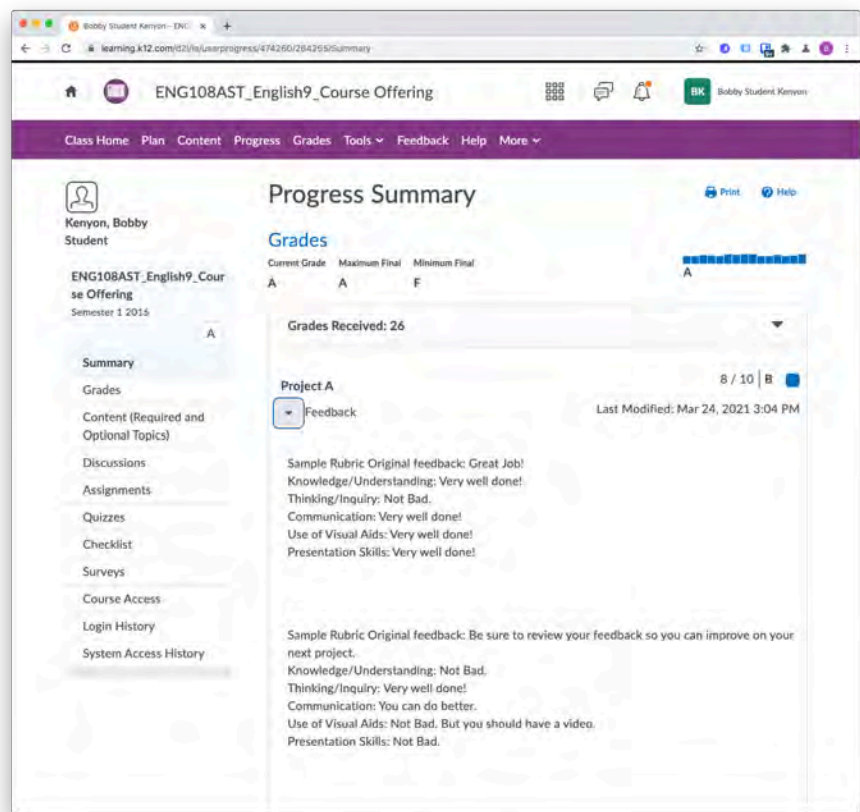 Bobby Student Kenyon - ENG
learning.k12.com/d2l/le/userprogress/474260/284265/Summary
ENG108AST_English9_Course Offering
BK
Bobby Student Kenyon
Class Home Plan Content Progress Grades Tools Feedback Help More
Kenyon, Bobby
Student
ENG108AST_English9_Cour
se Offering
Semester 1 2016
A
Summary
Grades
Content (Required and
Optional Topics)
Discussions
Assignments
Quizzes
Checklist
Surveys
Course Access
Login History
System Access History
Progress Summary
Print Help
Grades
Current Grade Maximum Final Minimum Final
A A F
A
Grades Received: 26
Project A
8 / 10 B
Feedback
Last Modified: Mar 24, 2021 3:04 PM
Sample Rubric Original feedback: Great Job!
Knowledge/Understanding: Very well done!
Thinking/Inquiry: Not Bad.
Communication: Very well done!
Use of Visual Aids: Very well done!
Presentation Skills: Very well done!
Sample Rubric Original feedback: Be sure to review your feedback so you can improve on your
next project.
Knowledge/Understanding: Not Bad.
Thinking/Inquiry: Very well done!
Communication: You can do better.
Use of Visual Aids: Not Bad. But you should have a video.
Presentation Skills: Not Bad.